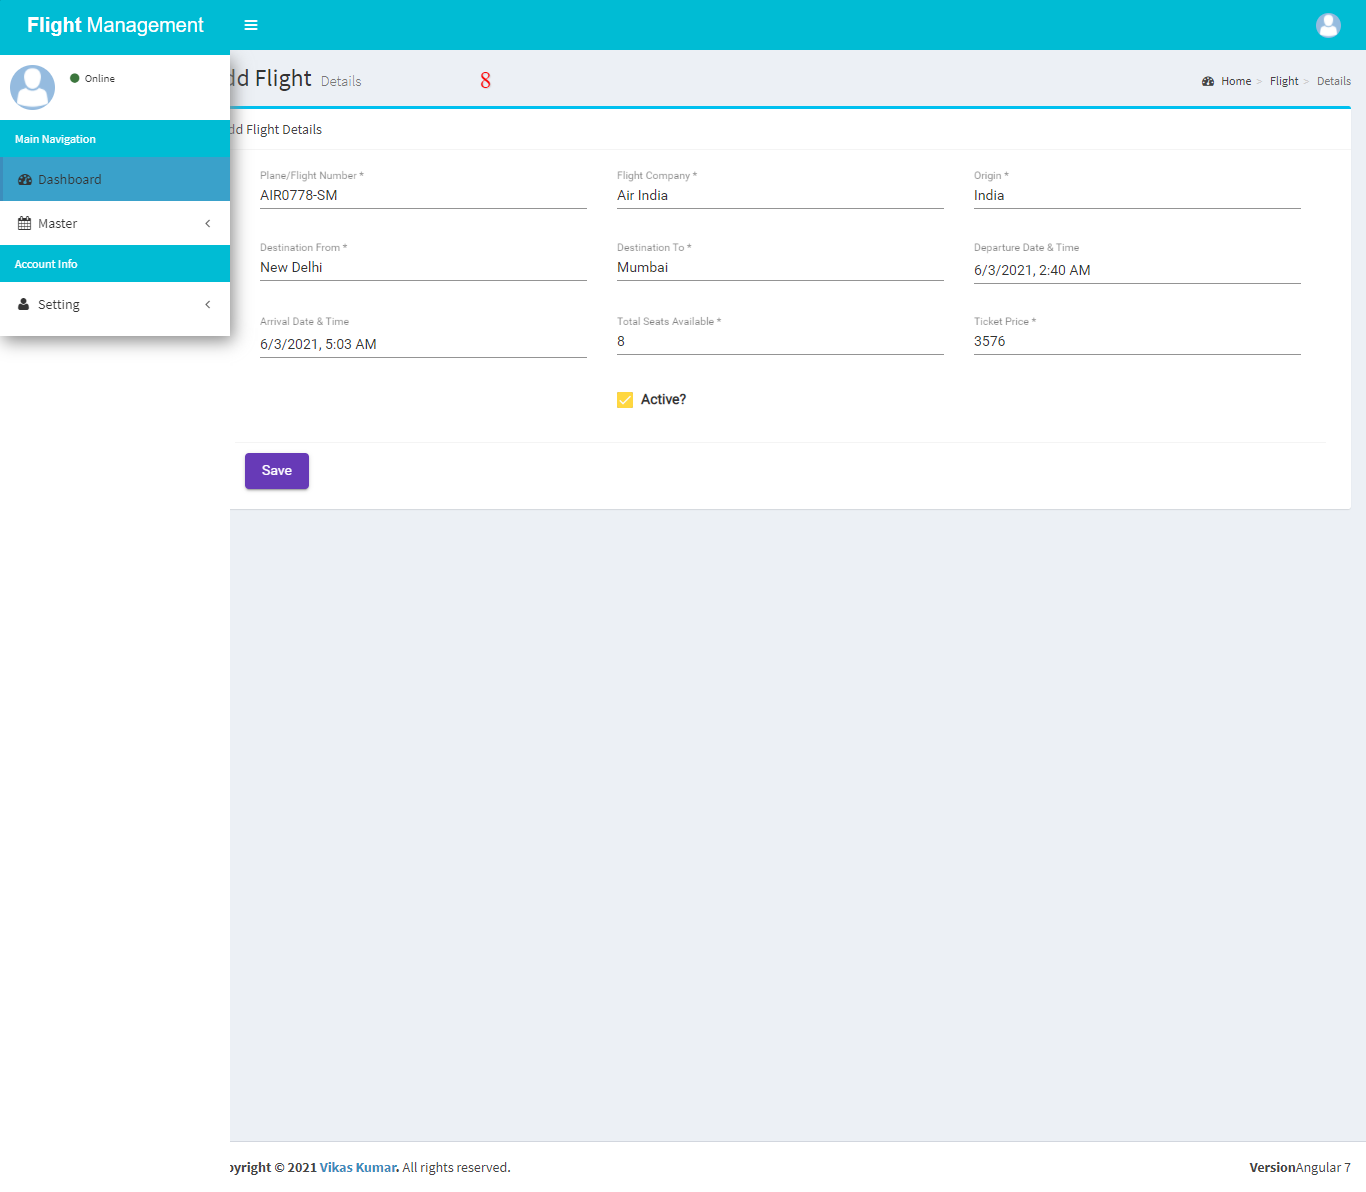 Flight Management
Online
Main Navigation
Dashboard
Master
Account Info
Setting
dd Flight Details
8
Home > Flight > Details
dd Flight Details
Plane/Flight Number *
AIR0778-SM
Flight Company *
Air India
Origin *
India
Destination From *
New Delhi
Destination To *
Mumbai
Departure Date & Time
6/3/2021, 2:40 AM
Arrival Date & Time
6/3/2021, 5:03 AM
Total Seats Available *
8
Ticket Price *
3576
Active?
Save
pyright © 2021 Vikas Kumar. All rights reserved.
VersionAngular 7